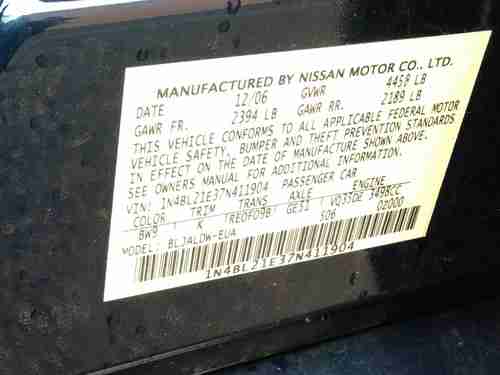 MANUFACTURED BY NISSAN MOTOR CO., LTD.
DATE 12/06 GVWR 4459 LB
GAWR FR. 2394 LB GAWR RR. 2189 LB
THIS VEHICLE CONFORMS TO ALL APPLICABLE FEDERAL MOTOR
VEHICLE SAFETY, BUMPER AND THEFT PREVENTION STANDARDS
IN EFFECT ON THE DATE OF MANUFACTURE SHOWN ABOVE.
SEE OWNERS MANUAL FOR ADDITIONAL INFORMATION.
VIN: 1N4BL21E37N411904 PASSENGER CAR
COLOR TRIM TRANS AXLE ENGINE
BW9 K RE0F09B GE31 VQ35DE 3498CC
MODEL: BLJALDW-EUA 506 02000
1N4BL21E37N411904